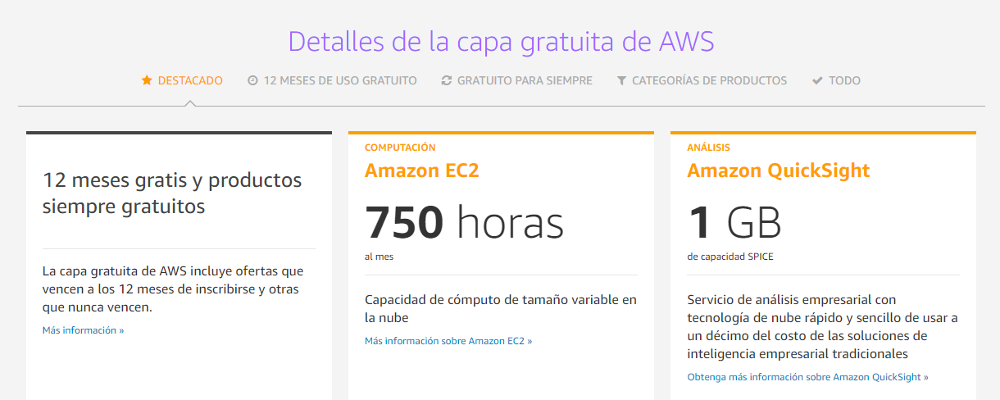 Detalles de la capa gratuita de AWS
DESTACADO
12 MESES DE USO GRATUITO
GRATUITO PARA SIEMPRE
CATEGORÍAS DE PRODUCTOS
TODO
12 meses gratis y productos
siempre gratuitos
La capa gratuita de AWS incluye ofertas que
vencen a los 12 meses de inscribirse y otras
que nunca vencen.
Más información »
COMPUTACIÓN
Amazon EC2
750 horas
al mes
Capacidad de cómputo de tamaño variable en
la nube
Más información sobre Amazon EC2 »
ANÁLISIS
Amazon QuickSight
1 GB
de capacidad SPICE
Servicio de análisis empresarial con
tecnología de nube rápido y sencillo de usar a
un décimo del costo de las soluciones de
inteligencia empresarial tradicionales
Obtenga más información sobre Amazon QuickSight »